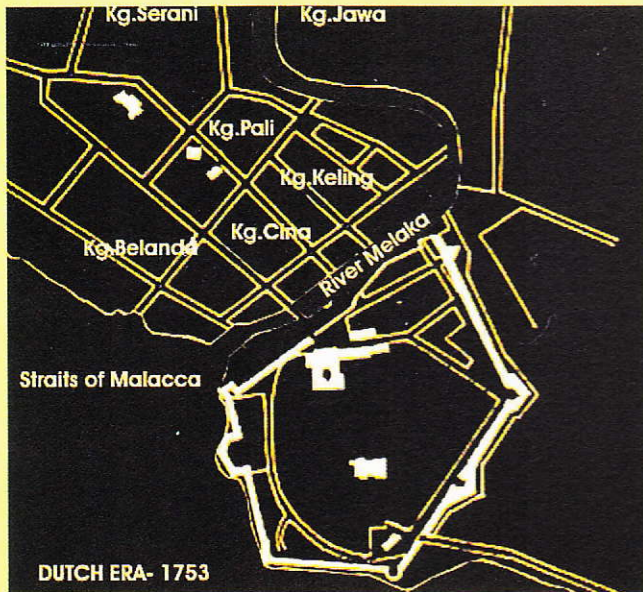 Kg.Serani
Kg.Jawa
Kg.Pali
Kg.Keling
Kg.Cina
Kg.Belanda
River Melaka
Straits of Malacca
DUTCH ERA- 1753